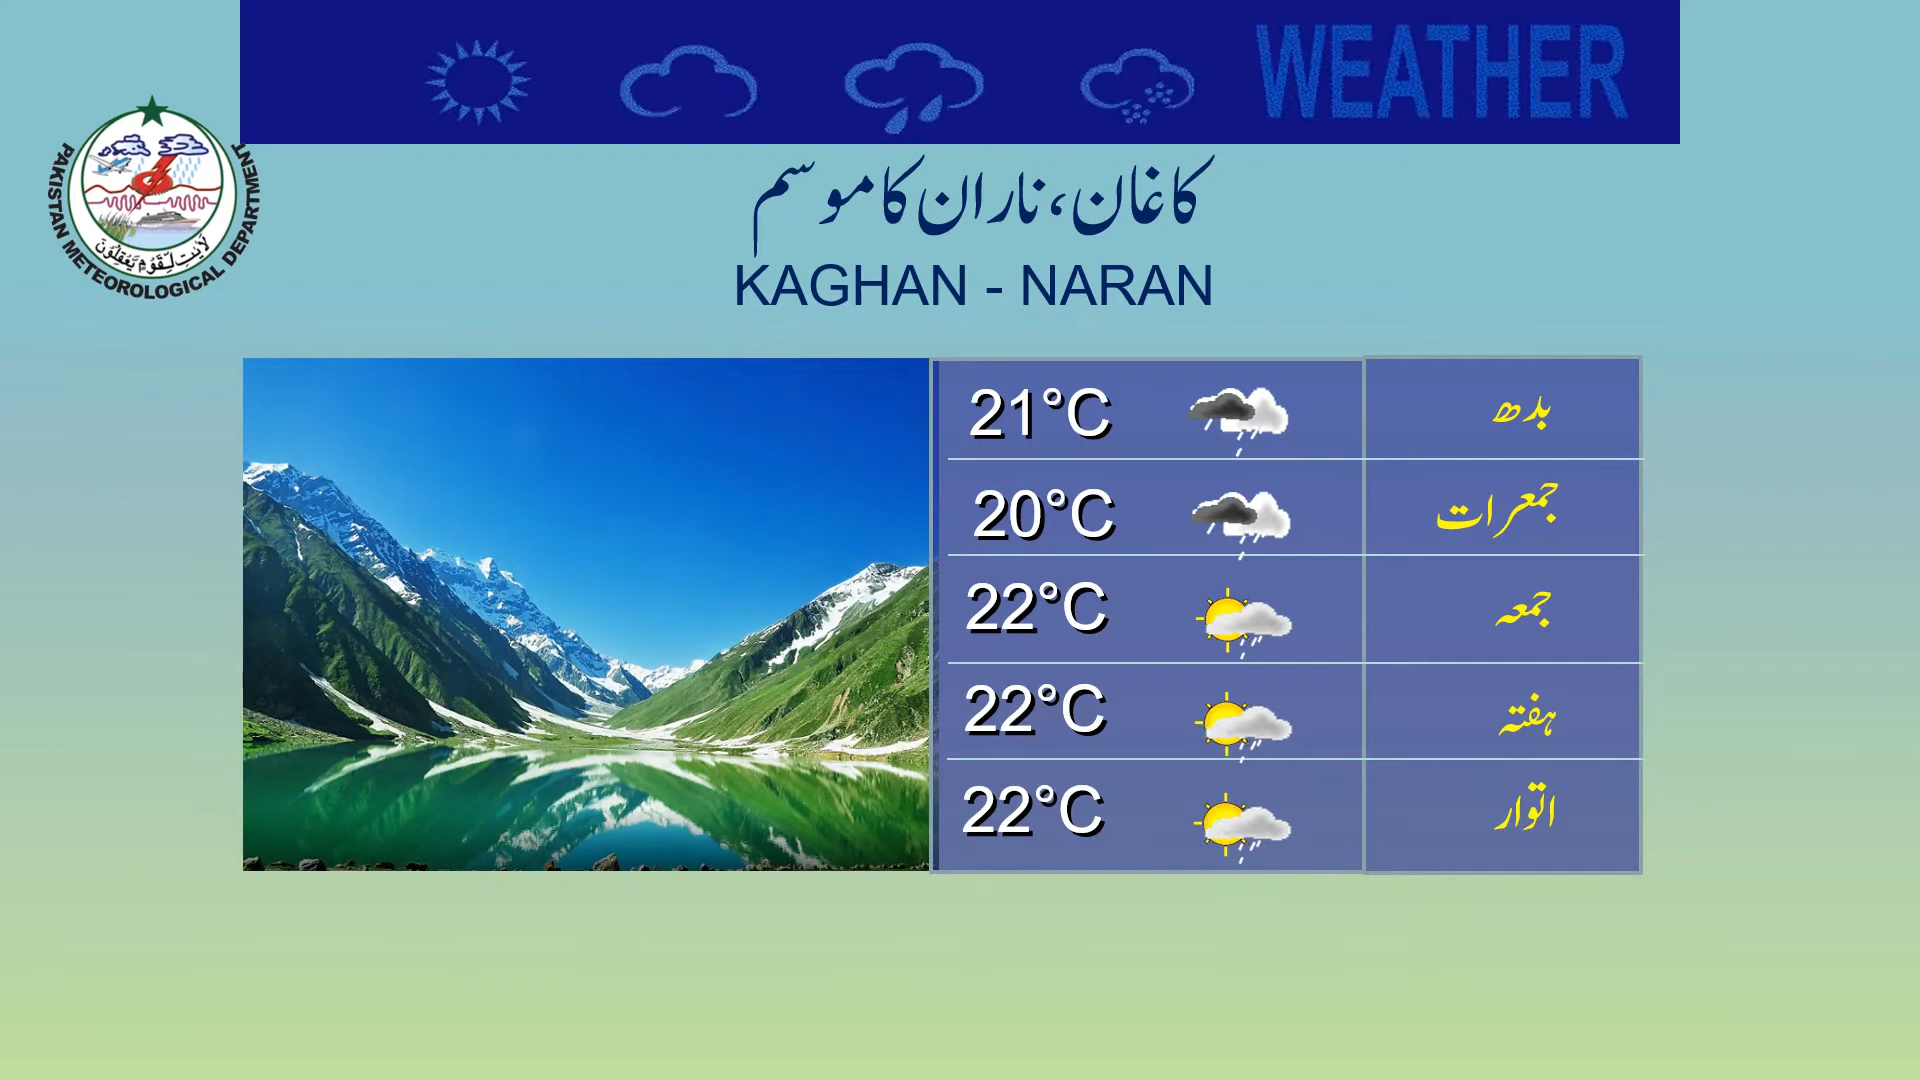 WEATHER
PAKISTAN METEOROLOGICAL DEPARTMENT
لَاٰيٰتٍ لِّقَوْمٍ يَّعْقِلُوْنَ
کاغان، ناران کا موسم
KAGHAN - NARAN
21°C بدھ
20°C جمعرات
22°C جمعہ
22°C ہفتہ
22°C اتوار